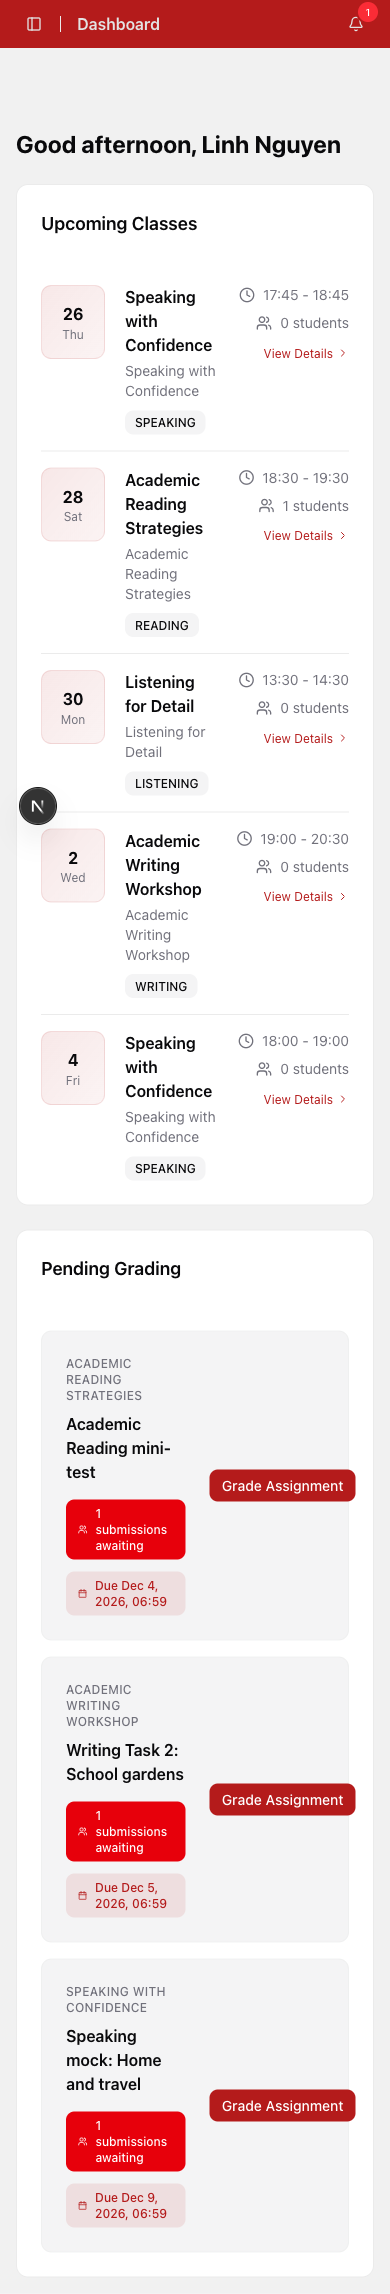 Dashboard
1
Good afternoon, Linh Nguyen
Upcoming Classes
26
Thu
Speaking
with
Confidence
Speaking with
Confidence
SPEAKING
17:45 - 18:45
0 students
View Details
28
Sat
Academic
Reading
Strategies
Academic
Reading
Strategies
READING
18:30 - 19:30
1 students
View Details
30
Mon
Listening
for Detail
Listening for
Detail
LISTENING
13:30 - 14:30
0 students
View Details
N
2
Wed
Academic
Writing
Workshop
Academic
Writing
Workshop
WRITING
19:00 - 20:30
0 students
View Details
4
Fri
Speaking
with
Confidence
Speaking with
Confidence
SPEAKING
18:00 - 19:00
0 students
View Details
Pending Grading
ACADEMIC
READING
STRATEGIES
Academic
Reading mini-
test
1
submissions
awaiting
Due Dec 4,
2026, 06:59
Grade Assignment
ACADEMIC
WRITING
WORKSHOP
Writing Task 2:
School gardens
1
submissions
awaiting
Due Dec 5,
2026, 06:59
Grade Assignment
SPEAKING WITH
CONFIDENCE
Speaking
mock: Home
and travel
1
submissions
awaiting
Due Dec 9,
2026, 06:59
Grade Assignment